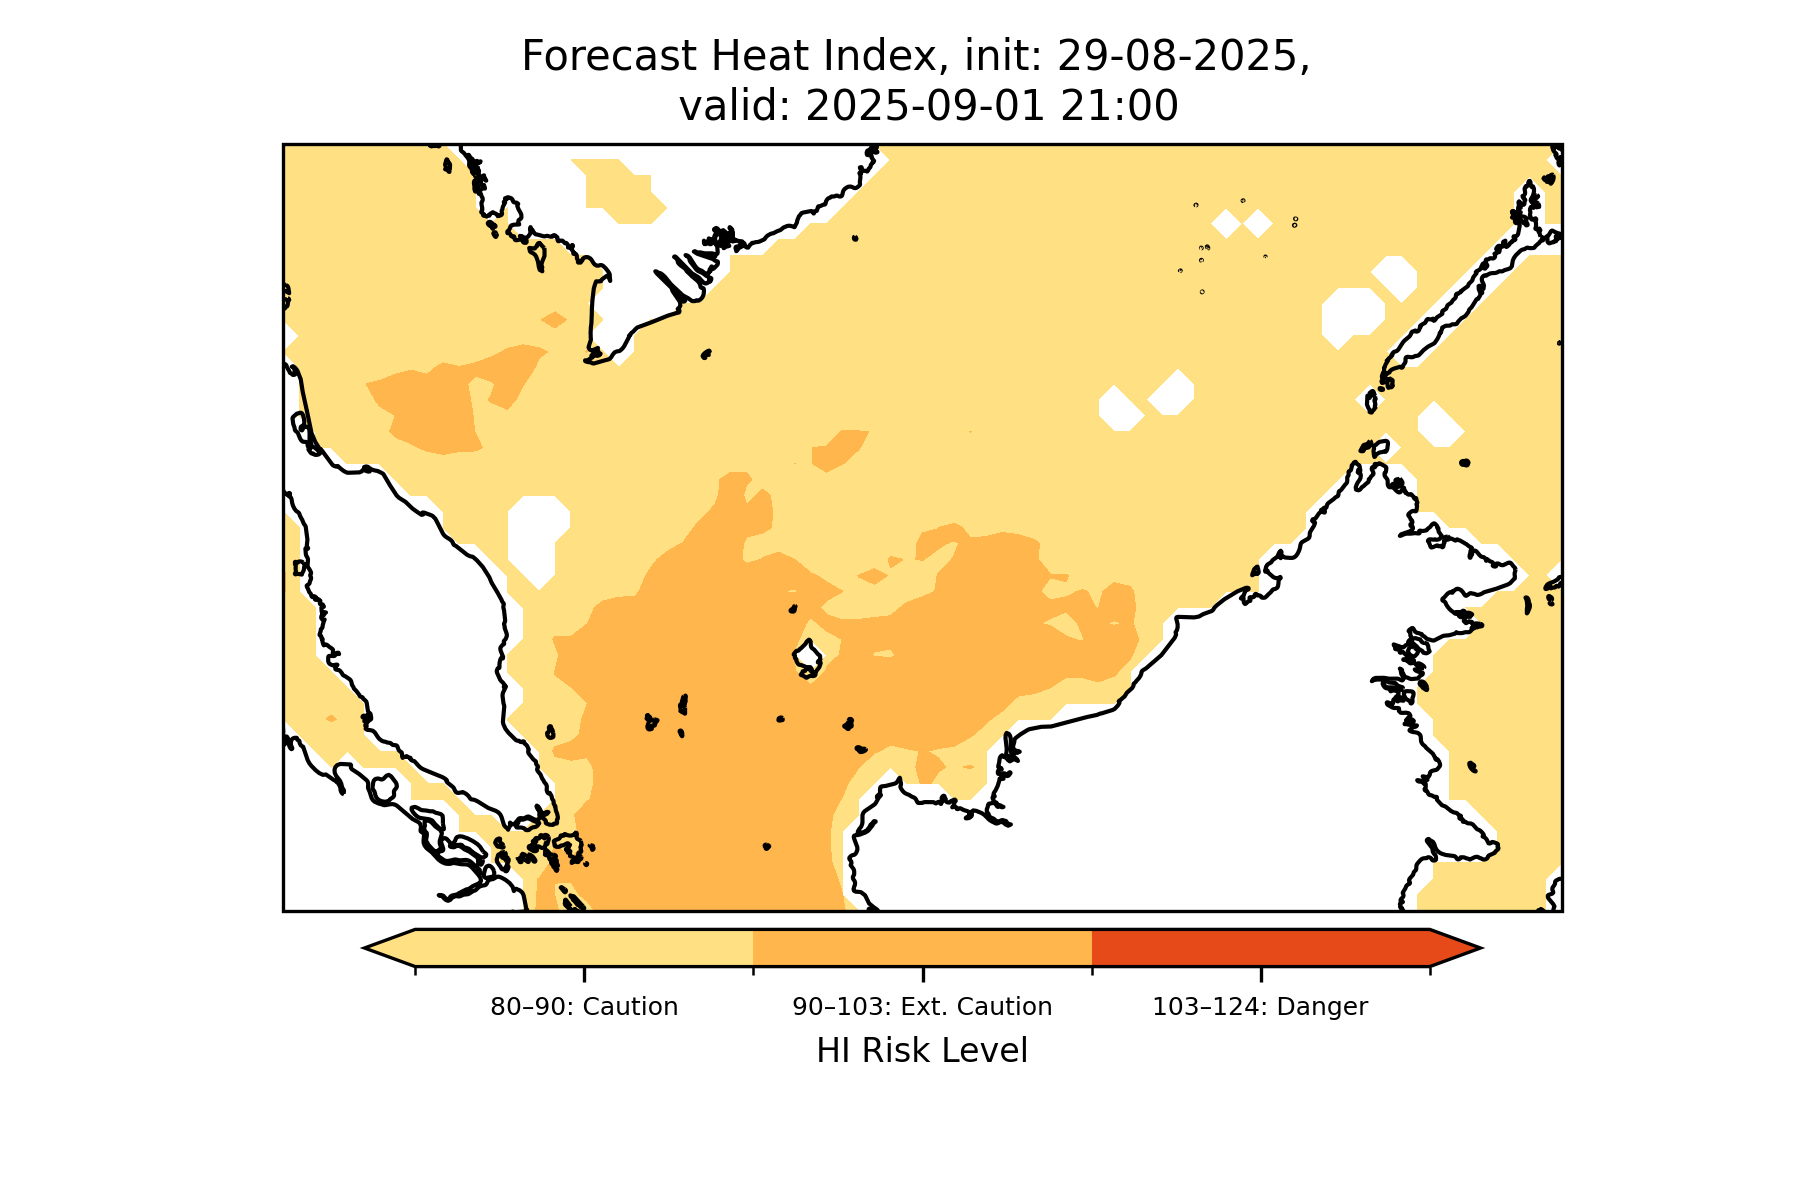 Forecast Heat Index, init: 29-08-2025,
valid: 2025-09-01 21:00
80–90: Caution
90–103: Ext. Caution
103–124: Danger
HI Risk Level